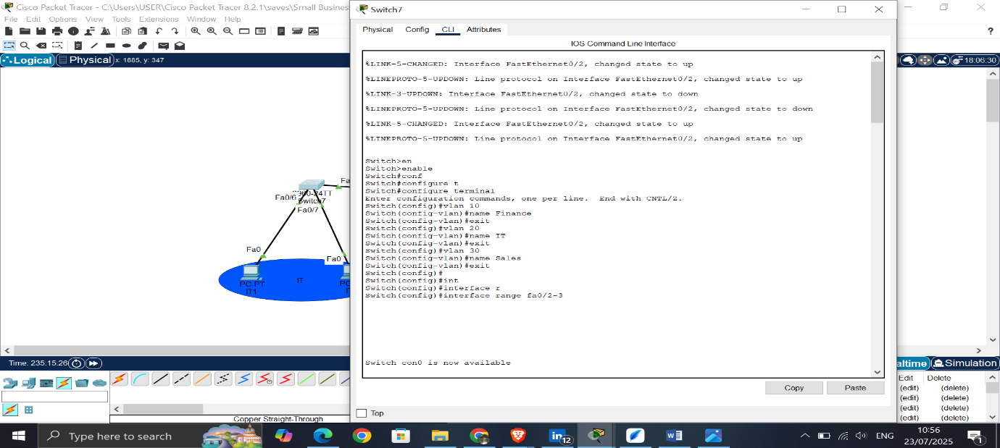 Cisco Packet Tracer - C:\Users\USER\Cisco Packet Tracer 8.2.1\saves\Small Busines
File Edit Options View Tools Extensions Window Help
?
Logical Physical x: 1885, y: 347
18:06:30
Switch7
Physical Config CLI Attributes
IOS Command Line Interface
%LINK-5-CHANGED: Interface FastEthernet0/2, changed state to up
%LINEPROTO-5-UPDOWN: Line protocol on Interface FastEthernet0/2, changed state to up
%LINK-3-UPDOWN: Interface FastEthernet0/2, changed state to down
%LINEPROTO-5-UPDOWN: Line protocol on Interface FastEthernet0/2, changed state to down
%LINK-5-CHANGED: Interface FastEthernet0/2, changed state to up
%LINEPROTO-5-UPDOWN: Line protocol on Interface FastEthernet0/2, changed state to up
Switch>en
Switch>enable
Switch#conf
Switch#configure t
Switch#configure terminal
Enter configuration commands, one per line. End with CNTL/Z.
Switch(config)#vlan 10
Switch(config-vlan)#name Finance
Switch(config-vlan)#exit
Switch(config)#vlan 20
Switch(config-vlan)#name IT
Switch(config-vlan)#exit
Switch(config)#vlan 30
Switch(config-vlan)#name Sales
Switch(config-vlan)#exit
Switch(config)#
Switch(config)#int
Switch(config)#interface r
Switch(config)#interface range fa0/2-3
Switch con0 is now available
Copy Paste
Top
Fa
Fa0/6
960-24TT
Switch7
Fa0/7
Fa0
Fa0
IT
PC-PT
IT1
PC
Time: 235.15.26
altime Simulation
Edit Delete
(edit) (delete)
(edit) (delete)
(edit) (delete)
(edit) (delete)
Copper Straight-Through
Type here to search
12
ENG
10:56
23/07/2025
1